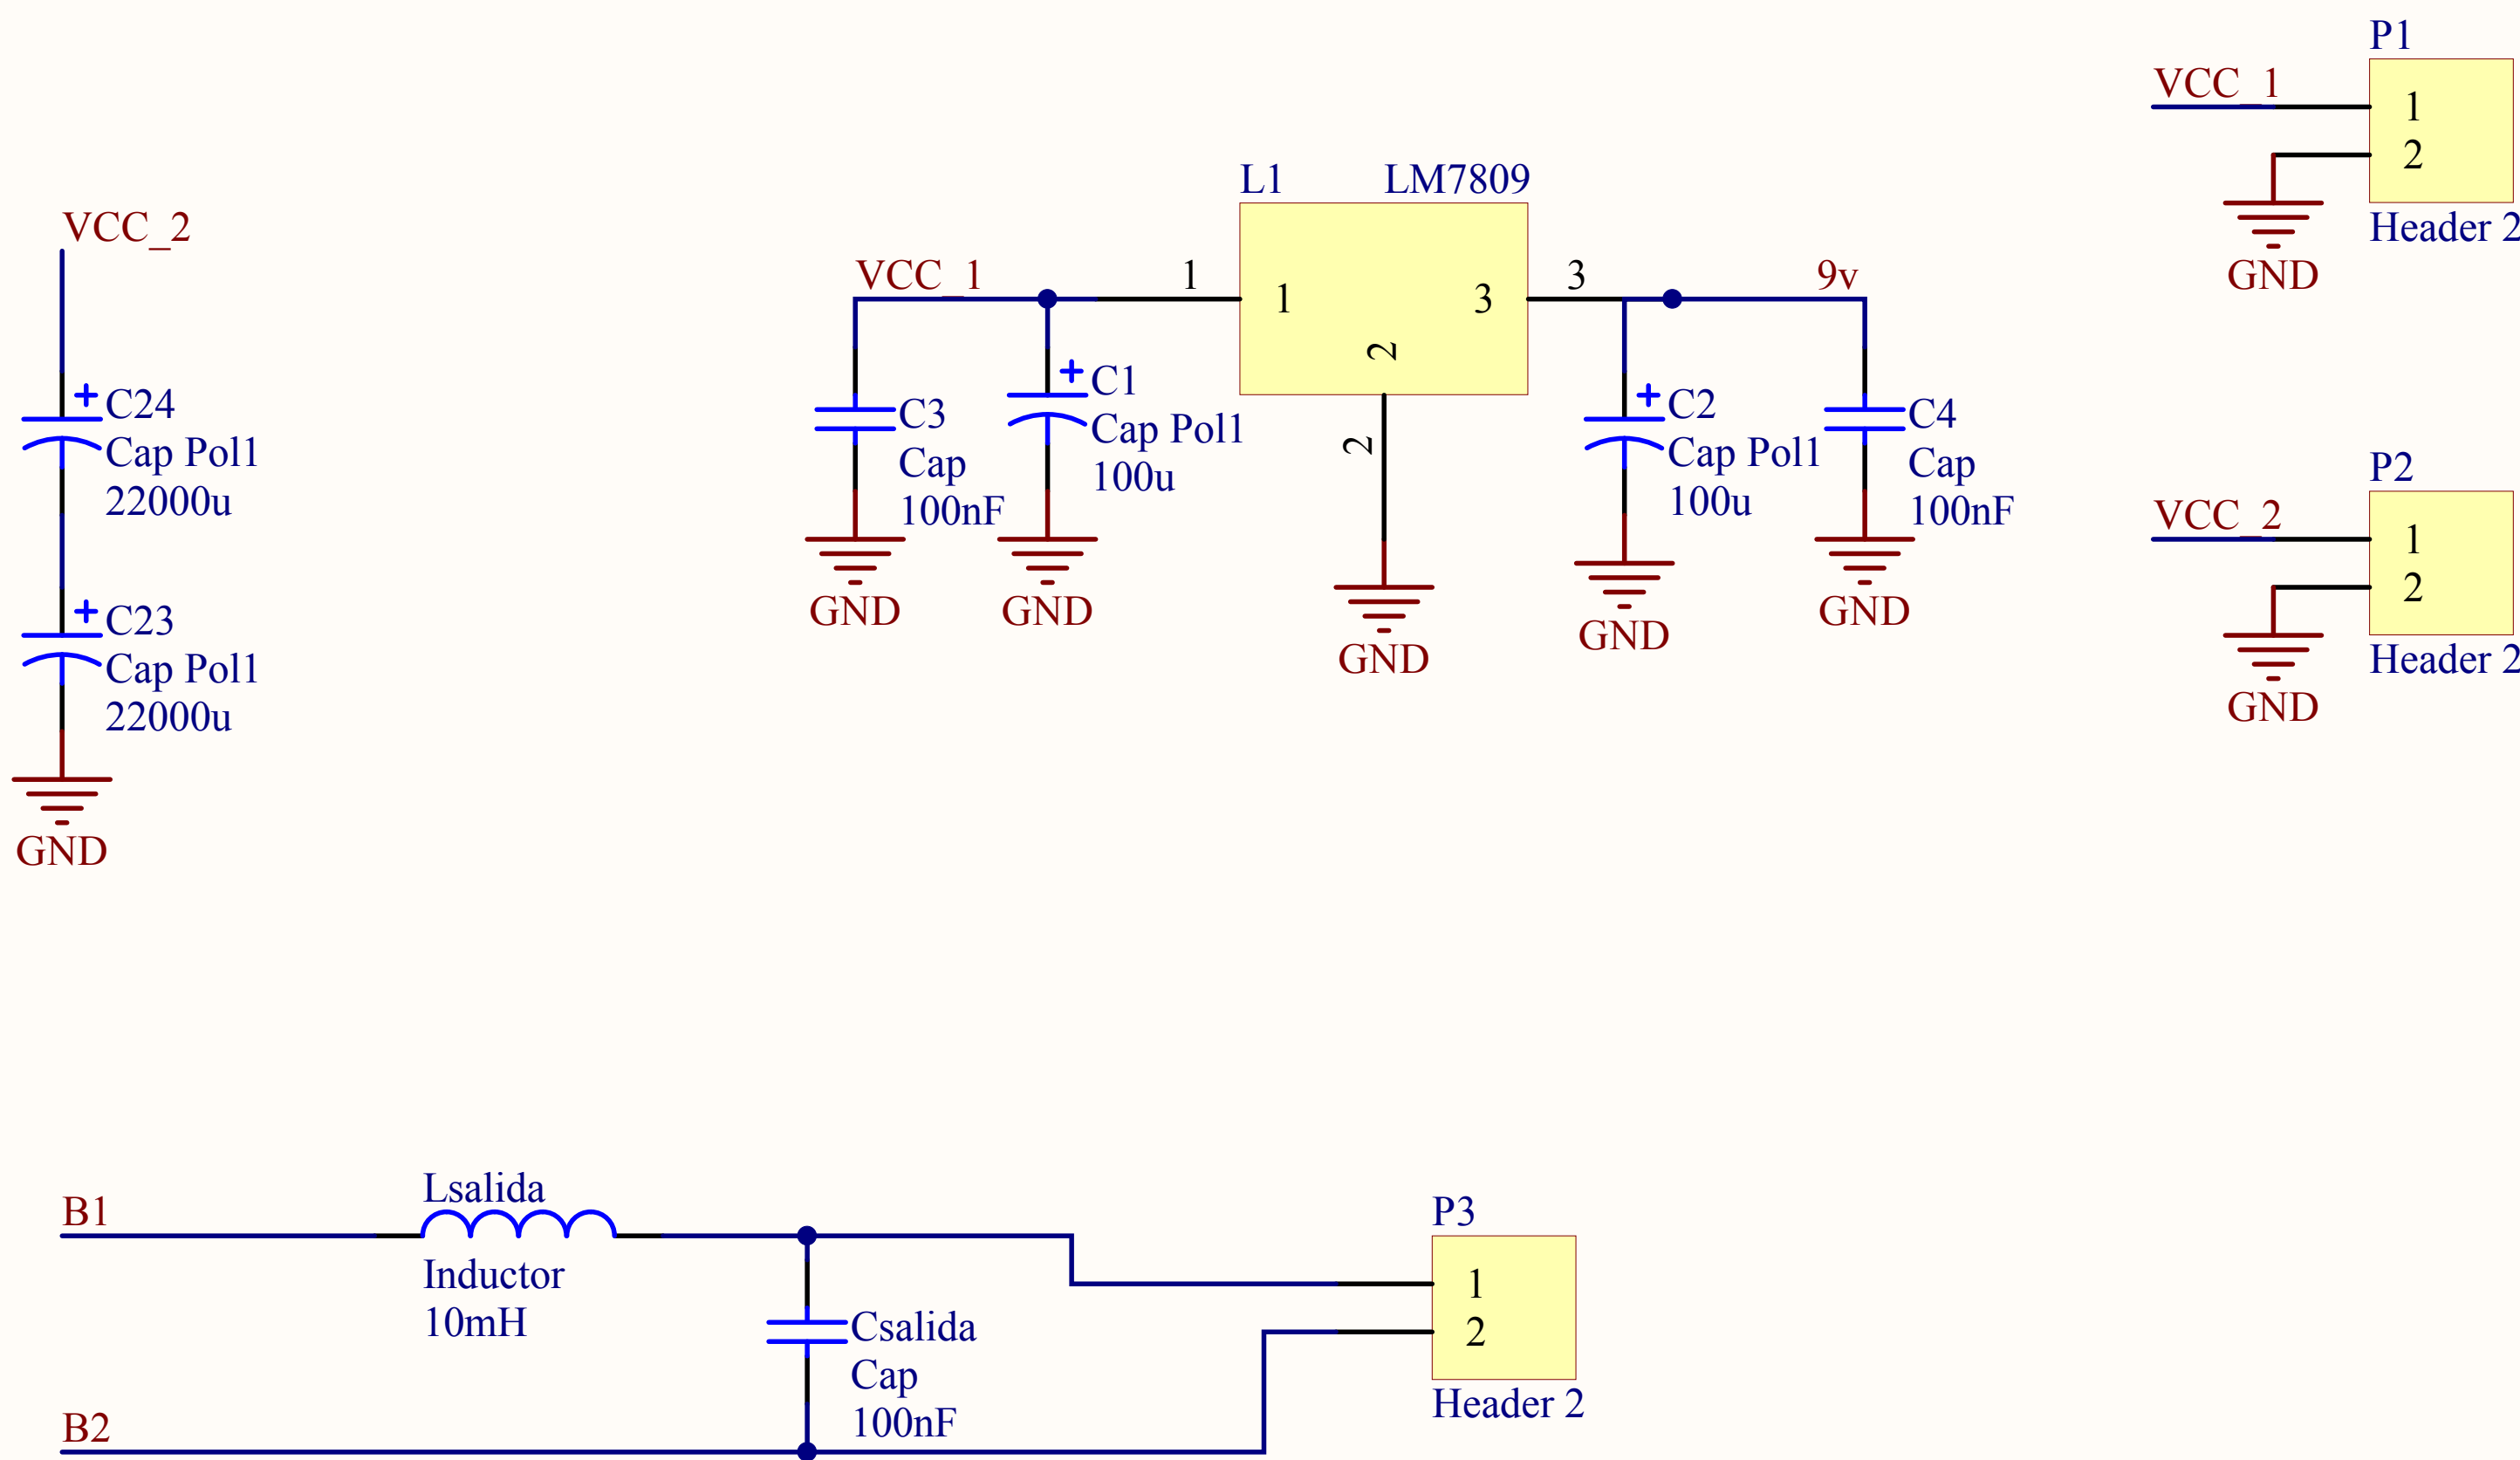 P1
VCC_1
1
2
Header 2
GND
L1
LM7809
VCC_1
1
1
2
2
3
3
9v
VCC_2
C24
Cap Pol1
22000u
C23
Cap Pol1
22000u
GND
C3
Cap
100nF
GND
C1
Cap Pol1
100u
GND
GND
C2
Cap Pol1
100u
GND
C4
Cap
100nF
GND
P2
VCC_2
1
2
Header 2
GND
B1
Lsalida
Inductor
10mH
Csalida
Cap
100nF
B2
P3
1
2
Header 2